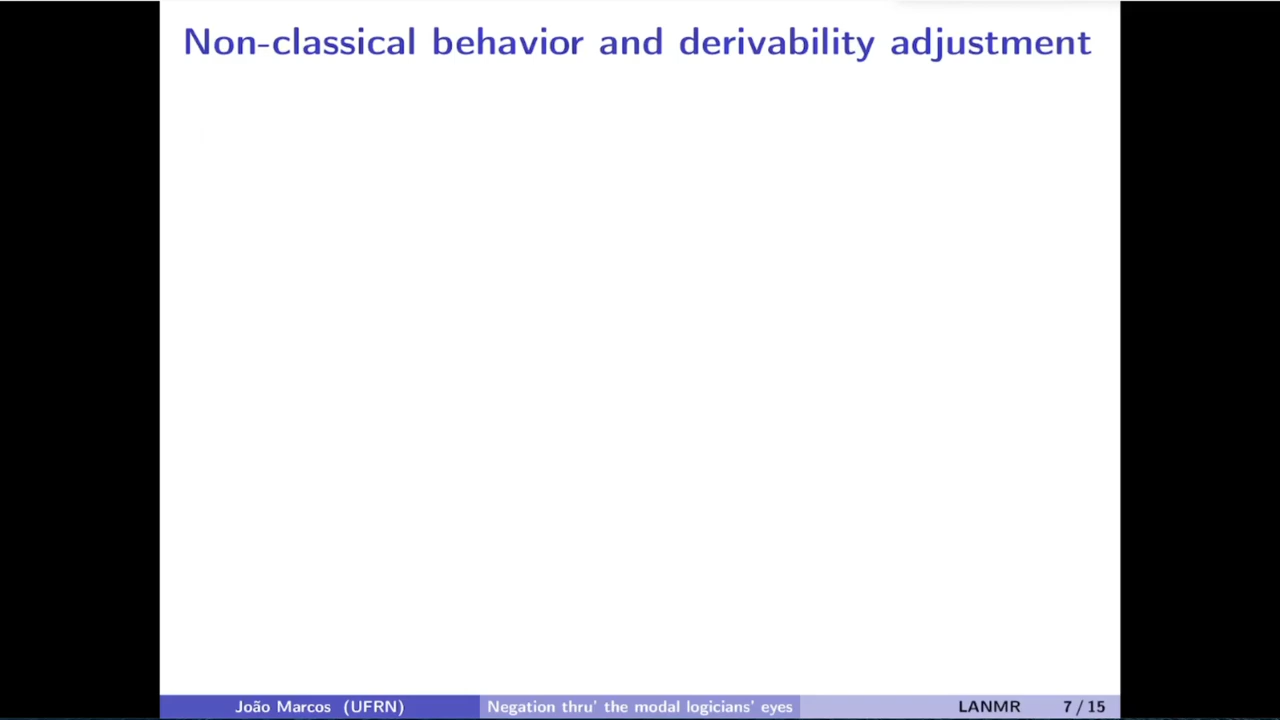 Non-classical behavior and derivability adjustment
João Marcos (UFRN) Negation thru' the modal logicians' eyes LANMR 7 / 15